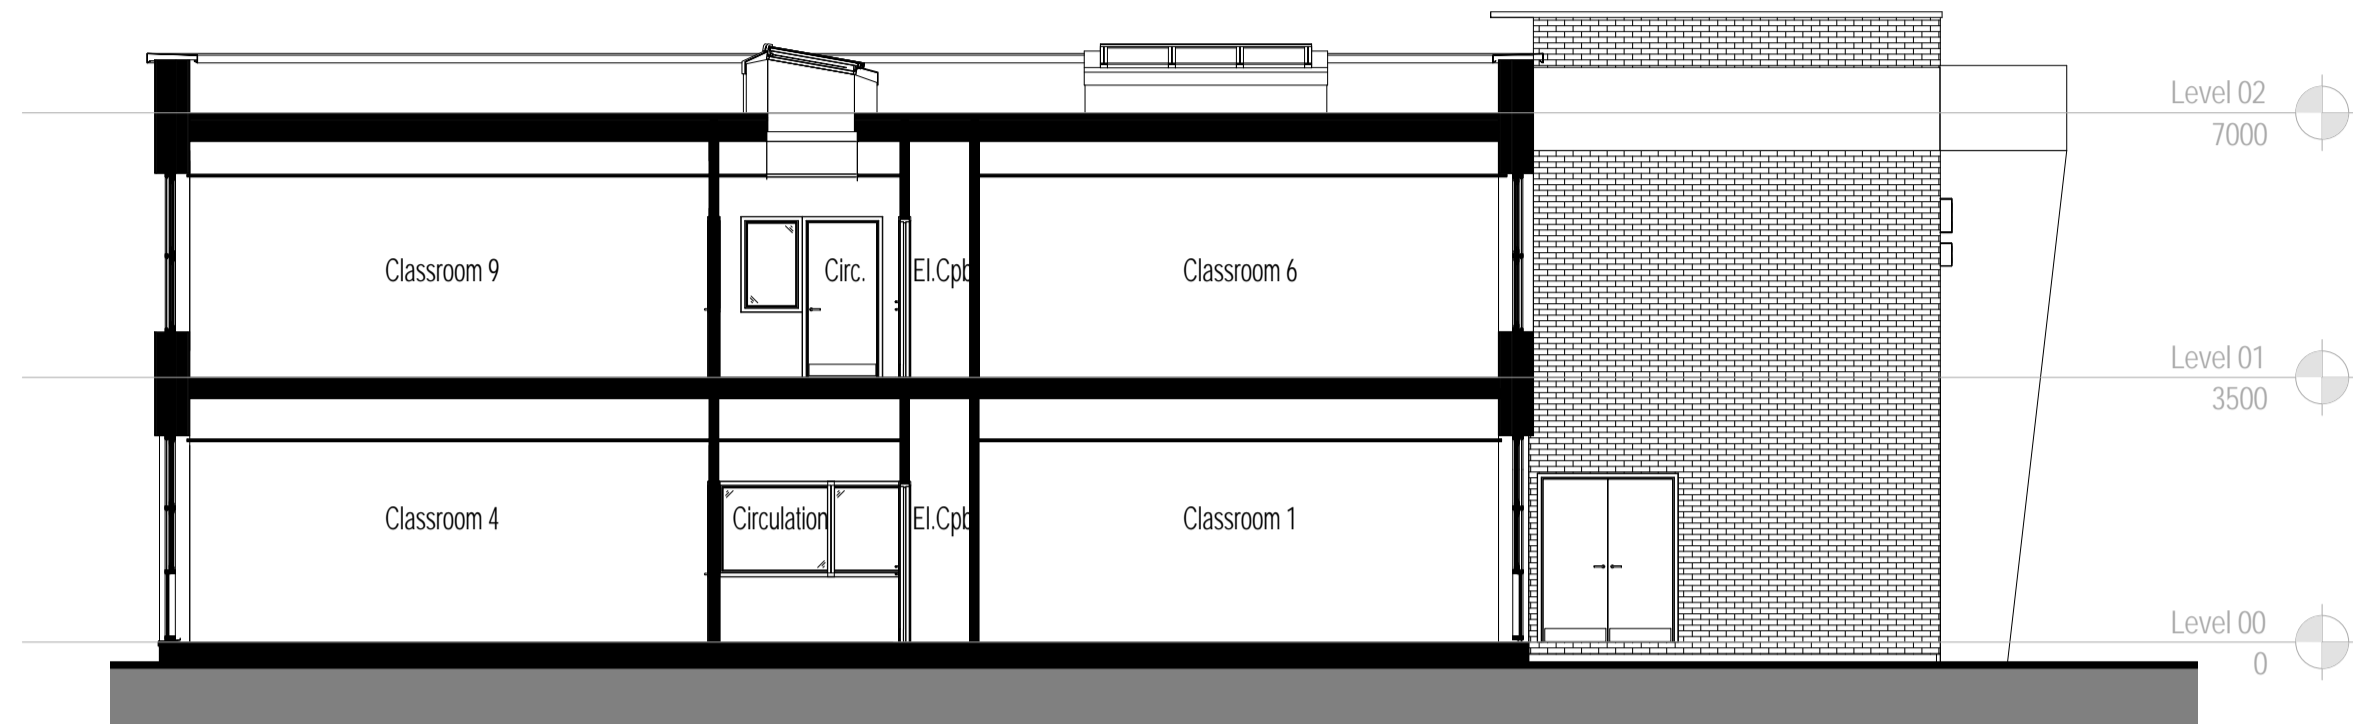 Level 02
7000
Classroom 9
Circ.
El.Cpb
Classroom 6
Level 01
3500
Classroom 4
Circulation
El.Cpb
Classroom 1
Level 00
0